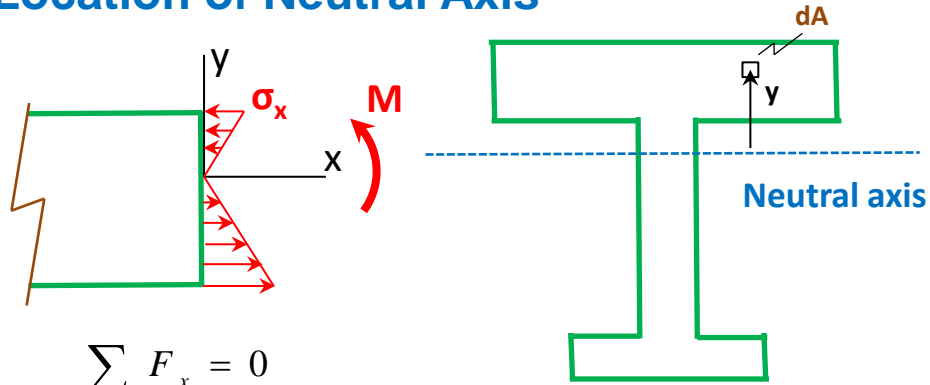 Location of Neutral Axis
dA
y
σx
M
y
x
Neutral axis
∑ Fx = 0